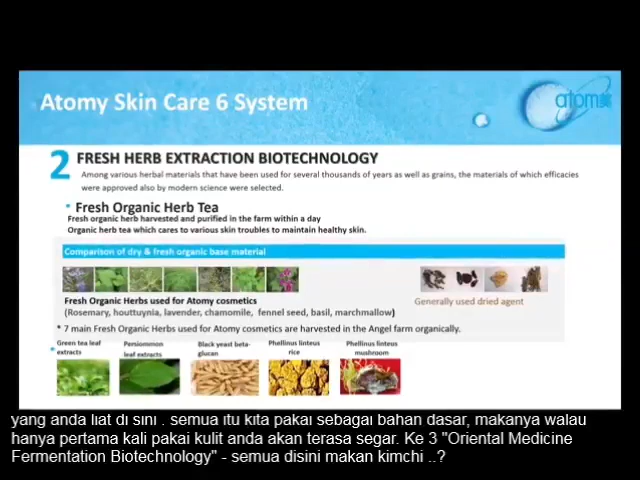 Atomy Skin Care 6 System
atom美
2 FRESH HERB EXTRACTION BIOTECHNOLOGY
Among various herbal materials that have been used for several thousands of years as well as grains, the materials of which efficacies
were approved also by modern science were selected.
• Fresh Organic Herb Tea
Fresh organic herb harvested and purified in the farm within a day
Organic herb tea which cares to various skin troubles to maintain healthy skin.
Comparison of dry & fresh organic base material
Fresh Organic Herbs used for Atomy cosmetics
Generally used dried agent
(Rosemary, houttuynia, lavender, chamomile, fennel seed, basil, marchmallow)
* 7 main Fresh Organic Herbs used for Atomy cosmetics are harvested in the Angel farm organically.
• Green tea leaf extracts
Persiommon leaf extracts
Black yeast beta-glucan
Phellinus linteus rice
Phellinus linteus mushroom
yang anda liat di sini . semua itu kita pakai sebagai bahan dasar, makanya walau
hanya pertama kali pakai kulit anda akan terasa segar. Ke 3 "Oriental Medicine
Fermentation Biotechnology" - semua disini makan kimchi ..?